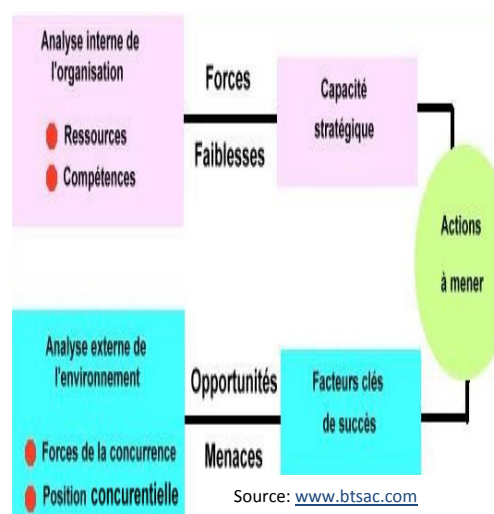 Analyse interne de
l'organisation
Ressources
Compétences
Forces
Faiblesses
Capacité
stratégique
Actions
à mener
Analyse externe de
l'environnement
Forces de la concurrence
Position concurentielle
Opportunités
Menaces
Facteurs clés
de succès
Source: www.btsac.com